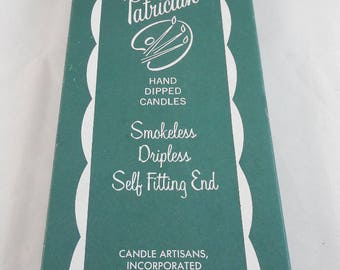 Patrician
HAND
DIPPED
CANDLES
Smokeless
Dripless
Self Fitting End
CANDLE ARTISANS,
INCORPORATED